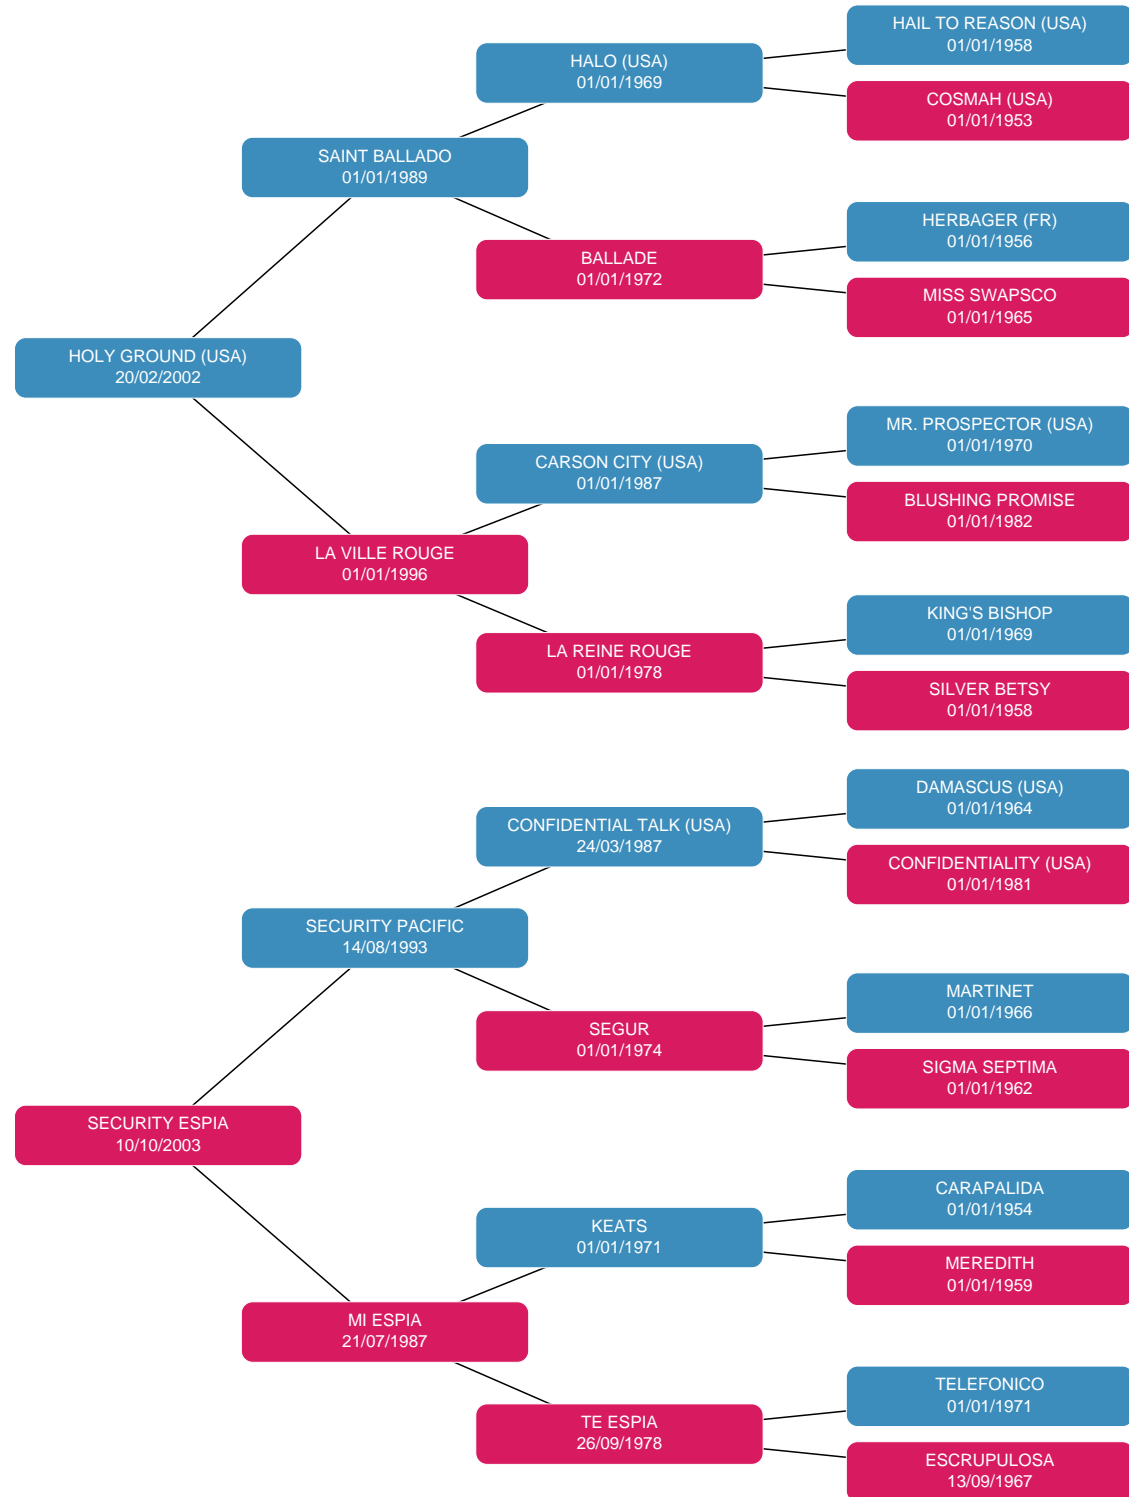 HAIL TO REASON (USA)
01/01/1958
HALO (USA)
01/01/1969
COSMAH (USA)
01/01/1953
SAINT BALLADO
01/01/1989
HERBAGER (FR)
01/01/1956
BALLADE
01/01/1972
MISS SWAPSCO
01/01/1965
HOLY GROUND (USA)
20/02/2002
MR. PROSPECTOR (USA)
01/01/1970
CARSON CITY (USA)
01/01/1987
BLUSHING PROMISE
01/01/1982
LA VILLE ROUGE
01/01/1996
KING'S BISHOP
01/01/1969
LA REINE ROUGE
01/01/1978
SILVER BETSY
01/01/1958
DAMASCUS (USA)
01/01/1964
CONFIDENTIAL TALK (USA)
24/03/1987
CONFIDENTIALITY (USA)
01/01/1981
SECURITY PACIFIC
14/08/1993
MARTINET
01/01/1966
SEGUR
01/01/1974
SIGMA SEPTIMA
01/01/1962
SECURITY ESPIA
10/10/2003
CARAPALIDA
01/01/1954
KEATS
01/01/1971
MEREDITH
01/01/1959
MI ESPIA
21/07/1987
TELEFONICO
01/01/1971
TE ESPIA
26/09/1978
ESCRUPULOSA
13/09/1967